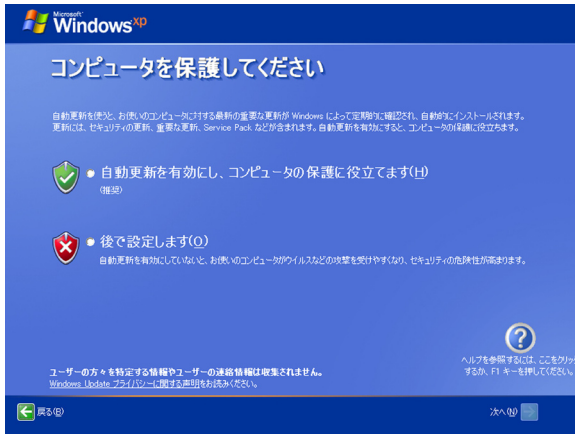 Microsoft
Windows xp
コンピュータを保護してください
自動更新を使うと、お使いのコンピュータに対する最新の重要な更新が Windows によって定期的に確認され、自動的にインストールされます。
更新には、セキュリティの更新、重要な更新、Service Pack などが含まれます。自動更新を有効にすると、コンピュータの保護に役立ちます。
自動更新を有効にし、コンピュータの保護に役立てます(H)
(推奨)
後で設定します(O)
自動更新を有効にしていないと、お使いのコンピュータがウイルスなどの攻撃を受けやすくなり、セキュリティの危険性が高まります。
ヘルプを参照するには、ここをクリッ
するか、F1 キーを押してください。
ユーザーの方々を特定する情報やユーザーの連絡情報は収集されません。
Windows Update プライバシーに関する声明をお読みください。
戻る(B)
次へ(N)